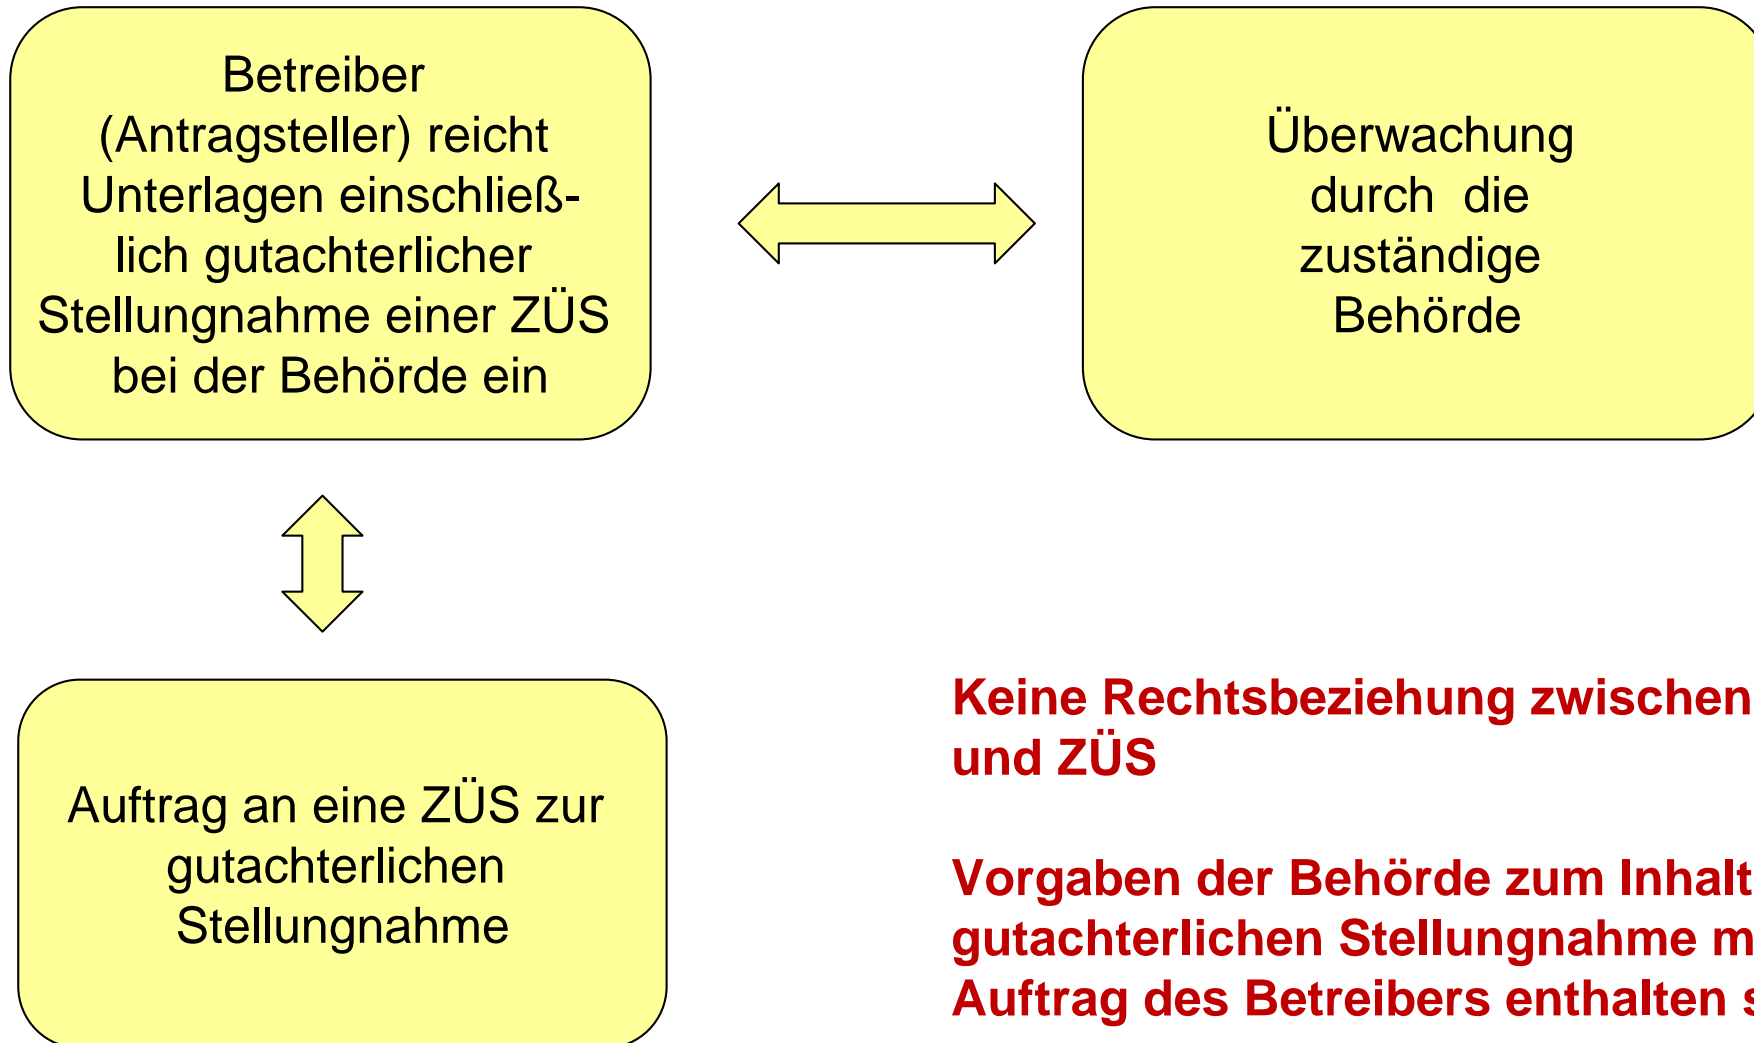 Betreiber
(Antragsteller) reicht
Unterlagen einschließ-
lich gutachterlicher
Stellungnahme einer ZÜS
bei der Behörde ein
Überwachung
durch die
zuständige
Behörde
Auftrag an eine ZÜS zur
gutachterlichen
Stellungnahme
Keine Rechtsbeziehung zwischen
und ZÜS
Vorgaben der Behörde zum Inhalt
gutachterlichen Stellungnahme
Auftrag des Betreibers enthalten